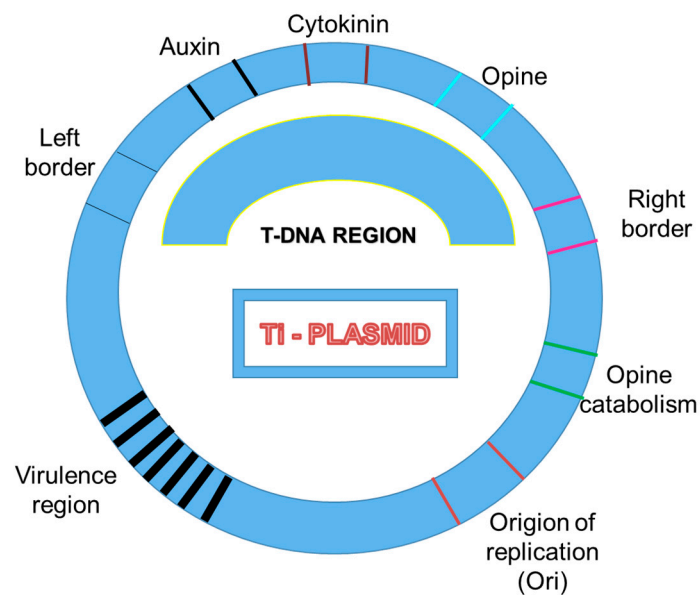 Cytokinin
Auxin
Opine
Left
border
Right
border
T-DNA REGION
Ti - PLASMID
Opine
catabolism
Virulence
region
Origion of
replication
(Ori)